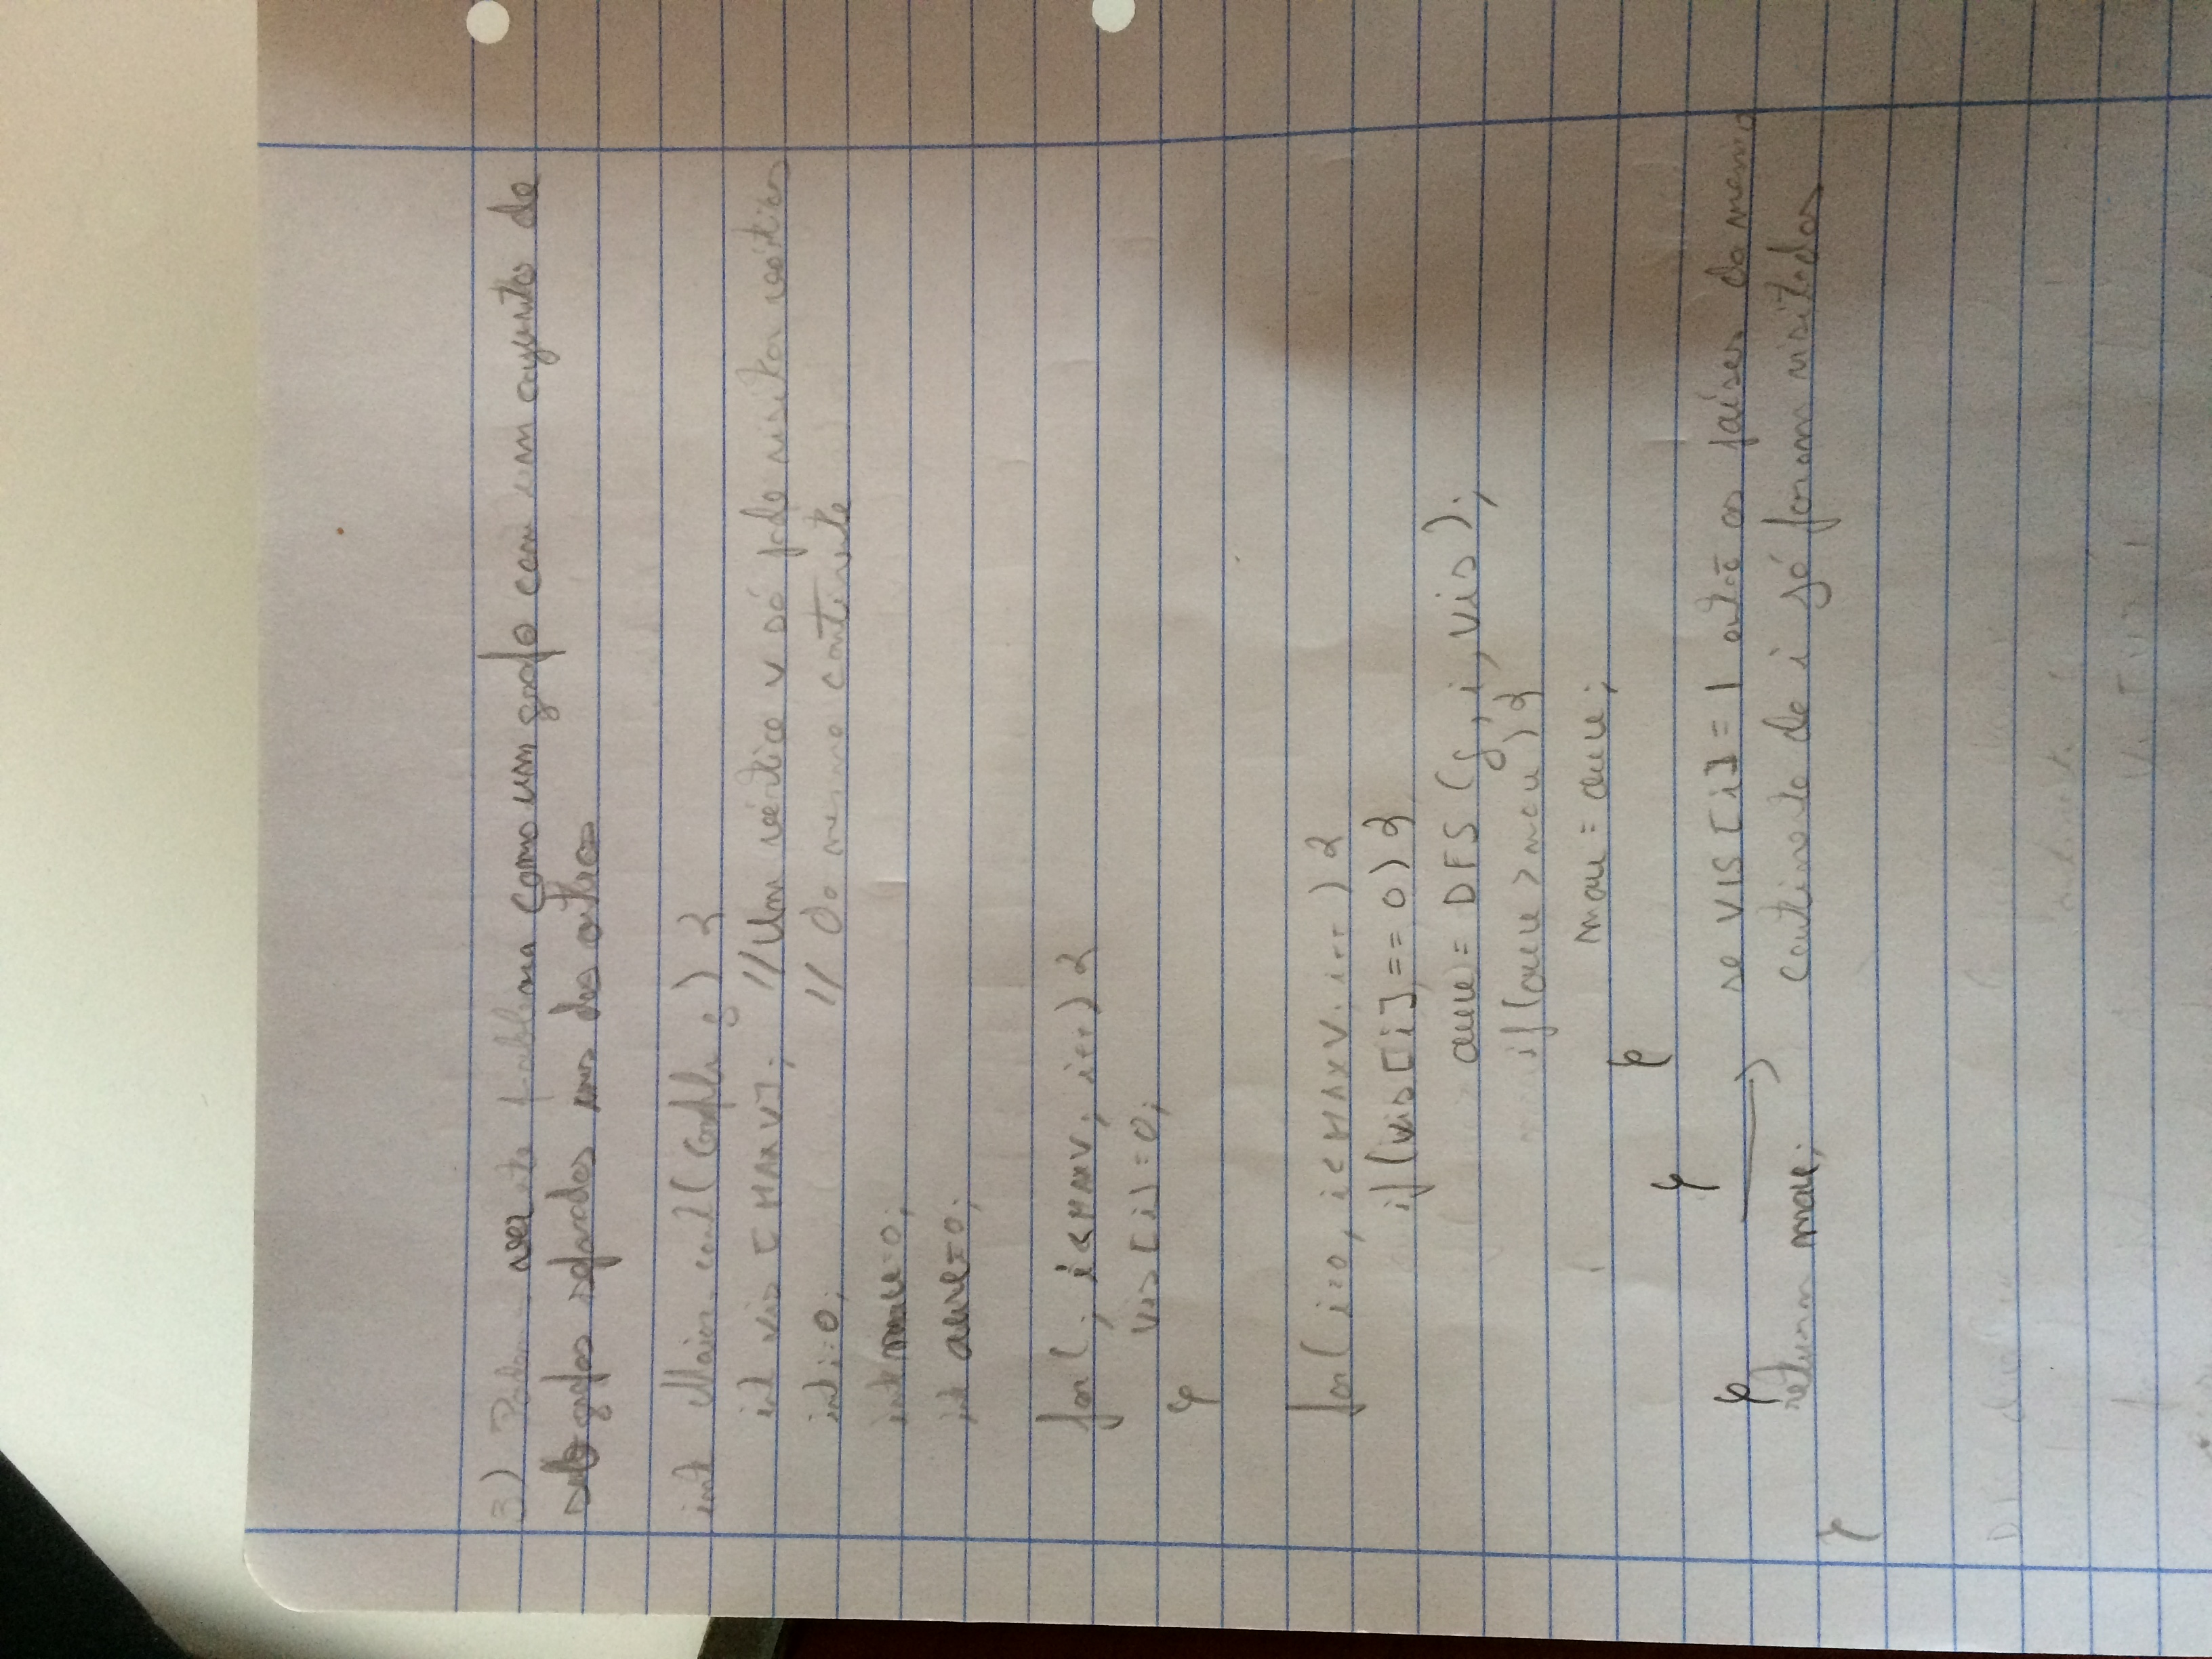 3) Podemos ver este problema como um grafo com um conjunto de
sub grafos separados uns dos outros
int Maior_cont(Graph g) {
int vis [MAXV]; // Um vértice v só pode visitar vértices
int i=0; // Do mesmo continente
int max=0;
int aux=0;
for(; i<MAXV; i++) {
vis[i]=0;
}
for(i=0, i<MAXV; i++) {
if(vis[i]==0) {
aux = DFS (g, i, vis);
if(aux > max) {
max = aux;
}
}
} → se VIS[i]=1 então os países do mesmo
return max; continente de i já foram visitados
}